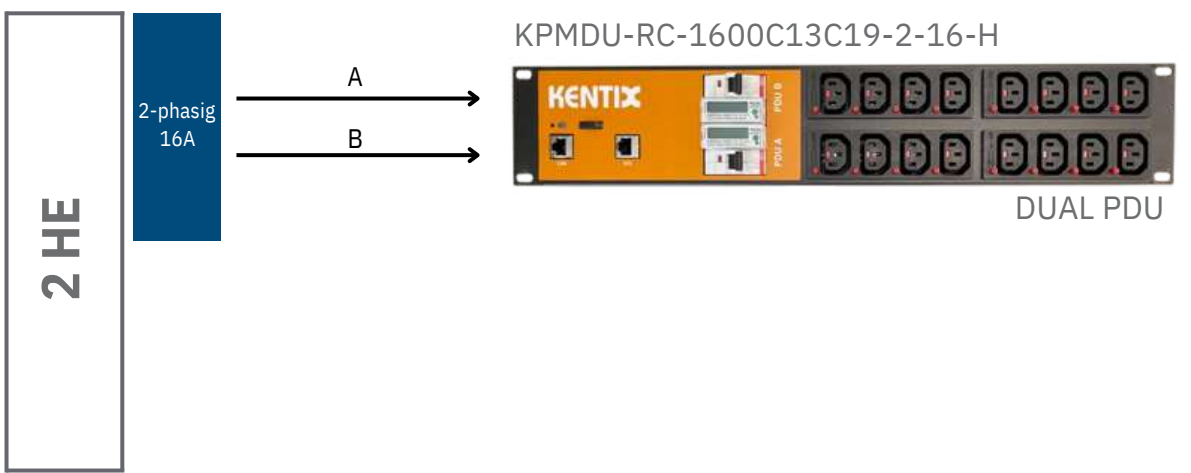 KPMDU-RC-1600C13C19-2-16-H
2-phasig
16A
A
B
2 HE
KENTIX
PDU B
PDU A
DUAL PDU